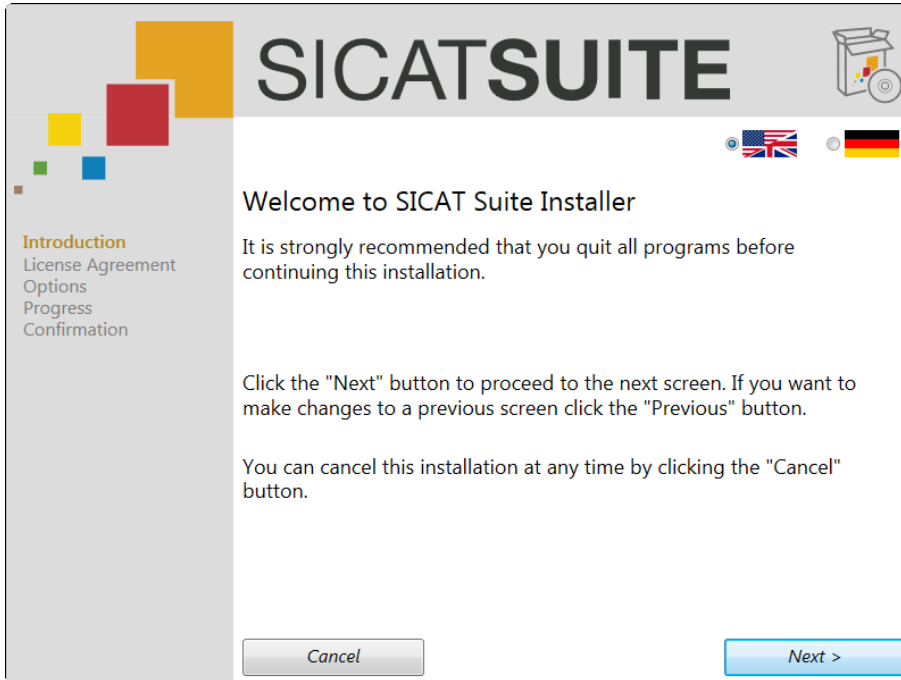 SICATSUITE
Welcome to SICAT Suite Installer
Introduction
License Agreement
Options
Progress
Confirmation
It is strongly recommended that you quit all programs before
continuing this installation.
Click the "Next" button to proceed to the next screen. If you want to
make changes to a previous screen click the "Previous" button.
You can cancel this installation at any time by clicking the "Cancel"
button.
Cancel
Next >